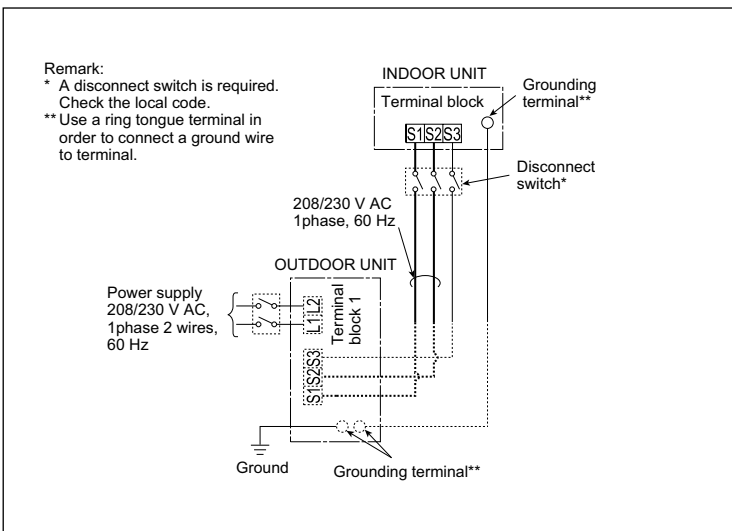 Remark:
* A disconnect switch is required.
Check the local code.
** Use a ring tongue terminal in
order to connect a ground wire
to terminal.
INDOOR UNIT
Terminal block
S1 S2 S3
Grounding
terminal**
Disconnect
switch*
208/230 V AC
1phase, 60 Hz
OUTDOOR UNIT
Power supply
208/230 V AC,
1phase 2 wires,
60 Hz
L1 L2
Terminal
block 1
S1 S2 S3
Ground
Grounding terminal**